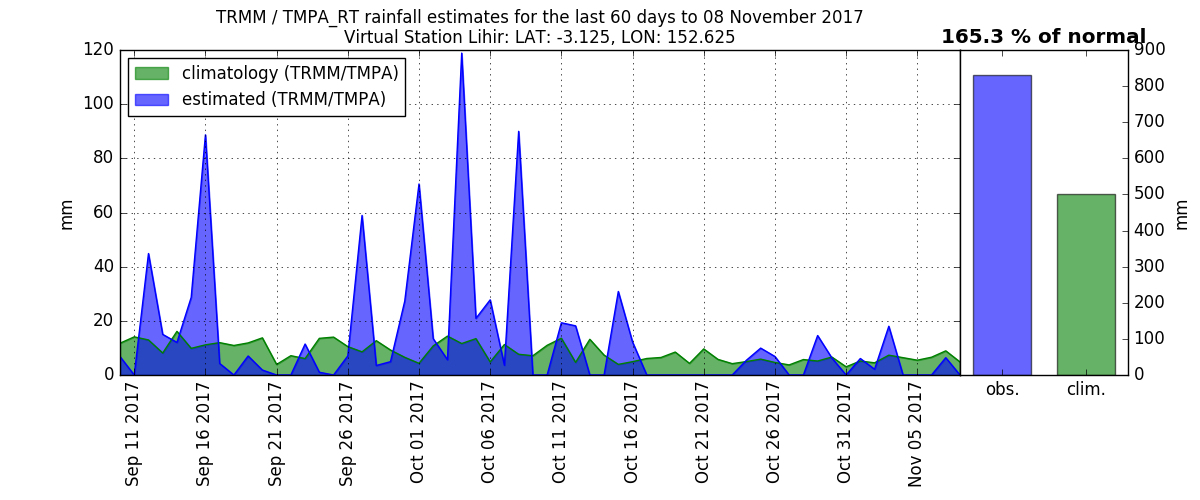 TRMM / TMPA_RT rainfall estimates for the last 60 days to 08 November 2017
Virtual Station Lihir: LAT: -3.125, LON: 152.625
165.3 % of normal
climatology (TRMM/TMPA)
estimated (TRMM/TMPA)
mm
120
100
80
60
40
20
0
Sep 11 2017
Sep 16 2017
Sep 21 2017
Sep 26 2017
Oct 01 2017
Oct 06 2017
Oct 11 2017
Oct 16 2017
Oct 21 2017
Oct 26 2017
Oct 31 2017
Nov 05 2017
900
800
700
600
500
400
300
200
100
0
mm
obs.
clim.